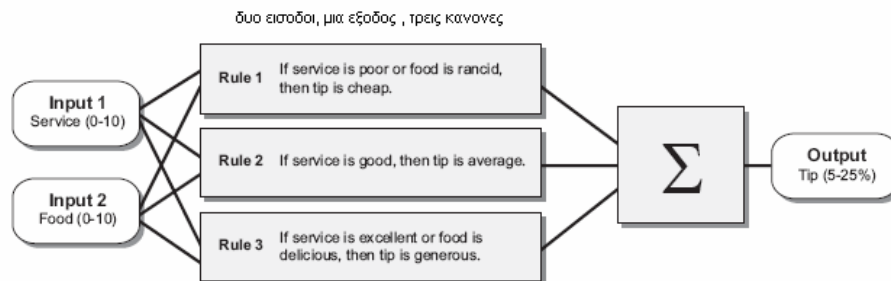 δυο εισοδοι, μια εξοδος , τρεις κανονες
Input 1
Service (0-10)
Input 2
Food (0-10)
Rule 1 If service is poor or food is rancid,
then tip is cheap.
Rule 2 If service is good, then tip is average.
Rule 3 If service is excellent or food is
delicious, then tip is generous.
Σ
Output
Tip (5-25%)